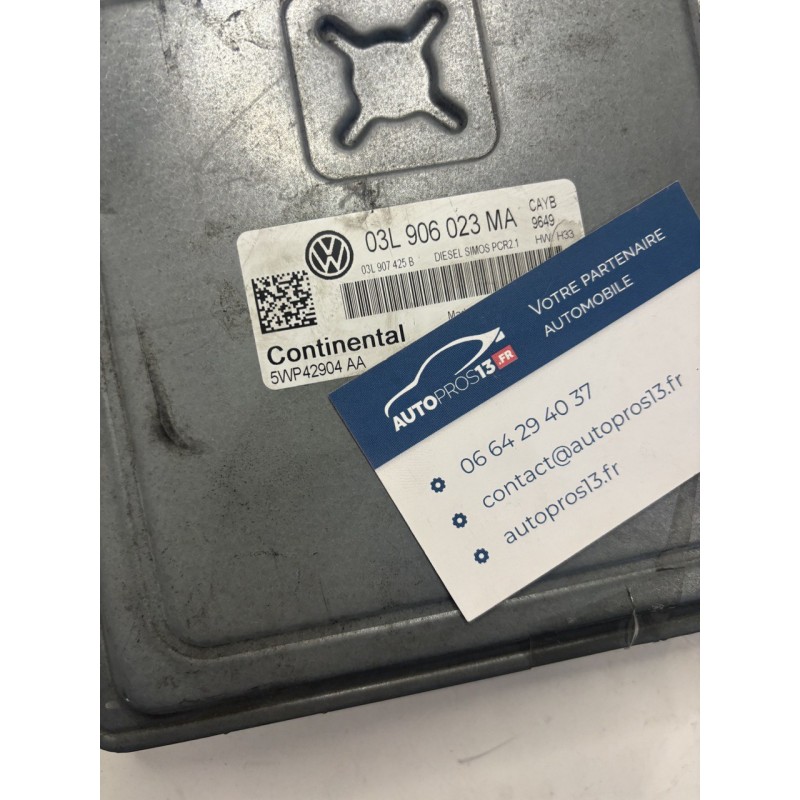 03L 906 023 MA
CAYB
9649
03L 907 425 B DIESEL SIMOS PCR2.1 HW: H33
Continental
5WP42904 AA
VOTRE PARTENAIRE
AUTOMOBILE
AUTOPROS13.FR
06 64 29 40 37
contact@autopros13.fr
autopros13.fr